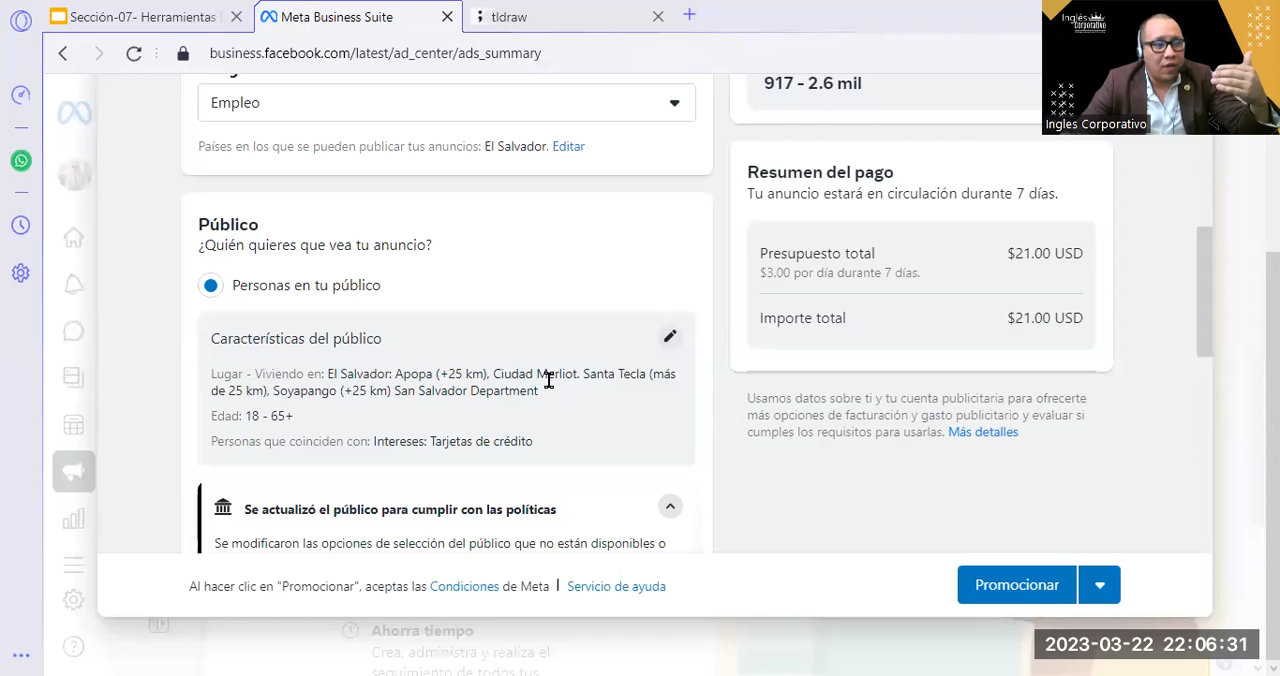 Sección-07- Herramientas
Meta Business Suite
tldraw
business.facebook.com/latest/ad_center/ads_summary
Inglés
Corporativo
Ingles Corporativo
Empleo
Países en los que se pueden publicar tus anuncios: El Salvador. Editar
Público
¿Quién quieres que vea tu anuncio?
Personas en tu público
Características del público
Lugar - Viviendo en: El Salvador: Apopa (+25 km), Ciudad Merliot. Santa Tecla (más
de 25 km), Soyapango (+25 km) San Salvador Department
Edad: 18 - 65+
Personas que coinciden con: Intereses: Tarjetas de crédito
Se actualizó el público para cumplir con las políticas
Se modificaron las opciones de selección del público que no están disponibles o
917 - 2.6 mil
Resumen del pago
Tu anuncio estará en circulación durante 7 días.
Presupuesto total $21.00 USD
$3.00 por día durante 7 días.
Importe total $21.00 USD
Usamos datos sobre ti y tu cuenta publicitaria para ofrecerte
más opciones de facturación y gasto publicitario y evaluar si
cumples los requisitos para usarlas. Más detalles
Al hacer clic en "Promocionar", aceptas las Condiciones de Meta | Servicio de ayuda
Promocionar
Ahorra tiempo
Crea, administra y realiza el
seguimiento de todos tus
2023-03-22 22:06:31